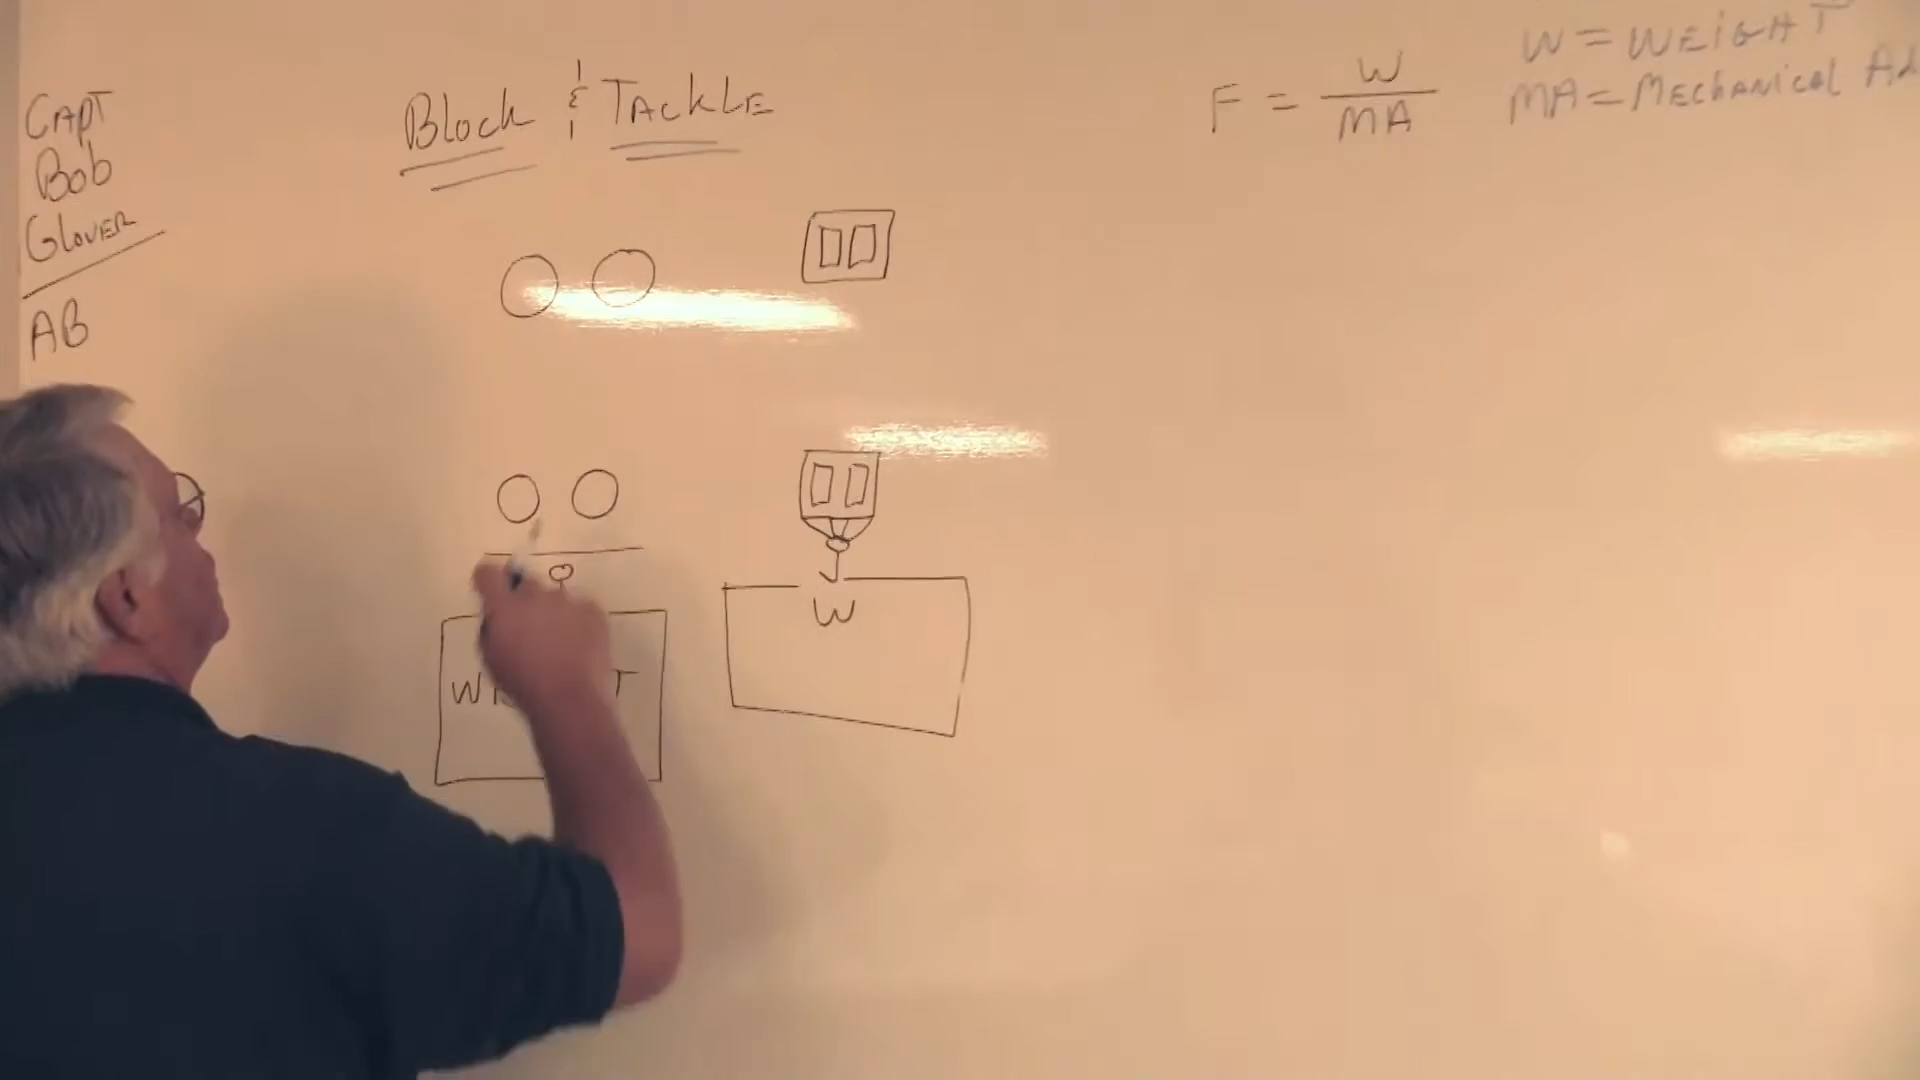 Capt
Bob
Glover
AB
Block & Tackle
F = W
MA
W = WEIGHT
MA = Mechanical
W